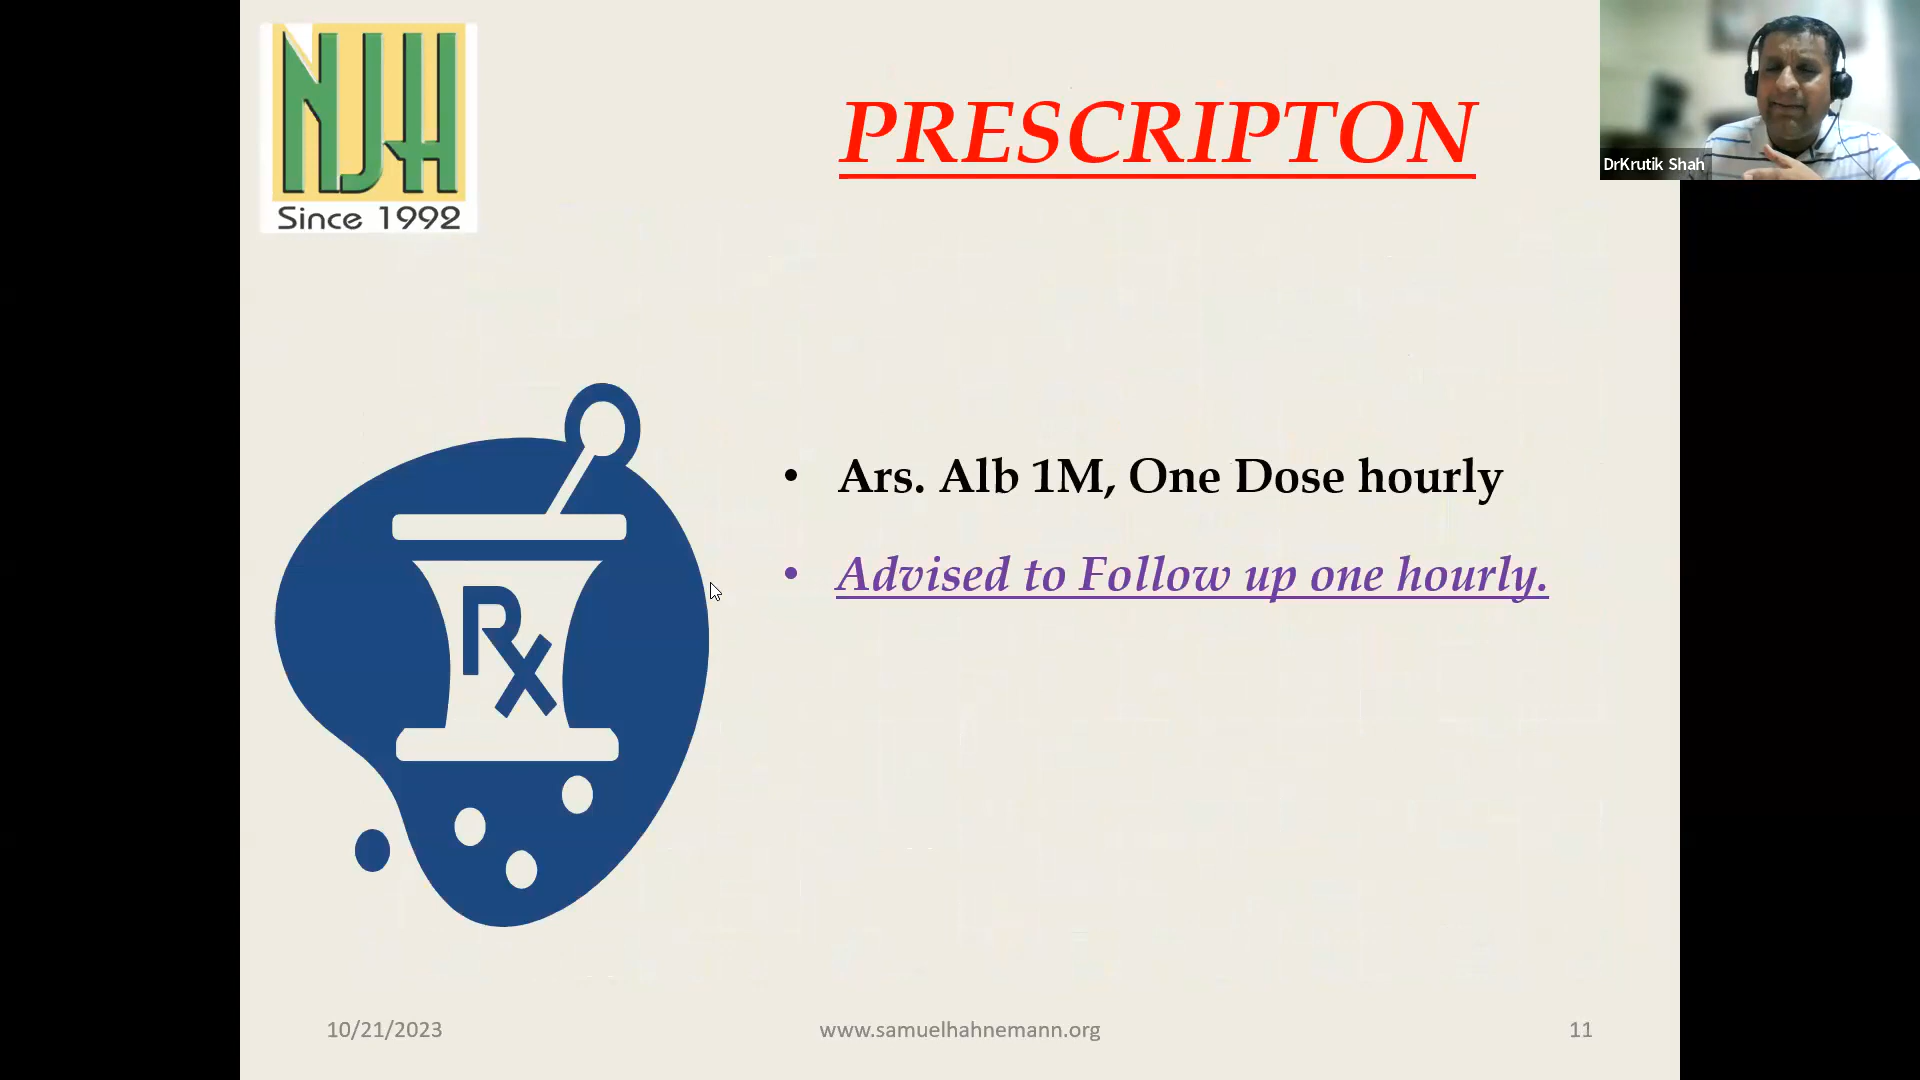 NJH
Since 1992
PRESCRIPTON
DrKrutik Shah
• Ars. Alb 1M, One Dose hourly
• Advised to Follow up one hourly.
Rx
10/21/2023
www.samuelhahnemann.org
11